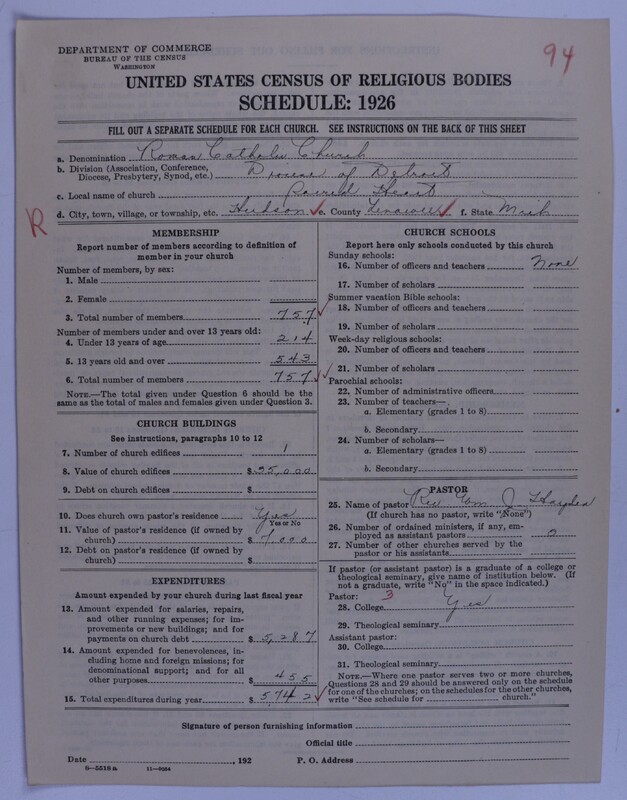 DEPARTMENT OF COMMERCE
BUREAU OF THE CENSUS
WASHINGTON
94
UNITED STATES CENSUS OF RELIGIOUS BODIES
SCHEDULE: 1926
FILL OUT A SEPARATE SCHEDULE FOR EACH CHURCH. SEE INSTRUCTIONS ON THE BACK OF THIS SHEET
a. Denomination Roman Catholic Church
b. Division (Association, Conference, Diocese, Presbytery, Synod, etc.) Diocese of Detroit
c. Local name of church Sacred Heart
R d. City, town, village, or township, etc. Hudson e. County Lenawee f. State Mich
MEMBERSHIP
Report number of members according to definition of
member in your church
Number of members, by sex:
1. Male
2. Female
3. Total number of members 757
Number of members under and over 13 years old:
4. Under 13 years of age 214
5. 13 years old and over 543
6. Total number of members 757
NOTE.—The total given under Question 6 should be
same as the total of males and females given under Question 3.
CHURCH BUILDINGS
See instructions, paragraphs 10 to 12
7. Number of church edifices 1
8. Value of church edifices $ 95,000
9. Debt on church edifices $
10. Does church own pastor's residence Yes
Yes or No
11. Value of pastor's residence (if owned by
church) $ 7,000
12. Debt on pastor's residence (if owned by
church) $
EXPENDITURES
Amount expended by your church during last fiscal year
13. Amount expended for salaries, repairs,
and other running expenses; for im-
provements or new buildings; and for
payments on church debt $ 5,287
14. Amount expended for benevolences, in-
cluding home and foreign missions; for
denominational support; and for all
other purposes $ 455
15. Total expenditures during year $ 5742
CHURCH SCHOOLS
Report here only schools conducted by this church
Sunday schools:
16. Number of officers and teachers None
17. Number of scholars
Summer vacation Bible schools:
18. Number of officers and teachers
19. Number of scholars
Week-day religious schools:
20. Number of officers and teachers
21. Number of scholars
Parochial schools:
22. Number of administrative officers
23. Number of teachers—
a. Elementary (grades 1 to 8)
b. Secondary
24. Number of scholars—
a. Elementary (grades 1 to 8)
b. Secondary
PASTOR
25. Name of pastor Rev Wm J Hayden
(If church has no pastor, write "None")
26. Number of ordained ministers, if any, em-
ployed as assistant pastors 0
27. Number of other churches served by the
pastor or his assistants
If pastor (or assistant pastor) is a graduate of a college or
theological seminary, give name of institution below. (If
not a graduate, write "No" in the space indicated.)
Pastor: 3
28. College Yes
29. Theological seminary
Assistant pastor:
30. College
31. Theological seminary
NOTE.—Where one pastor serves two or more churches,
Questions 28 and 29 should be answered only on the schedule
for one of the churches; on the schedules for the other churches,
write "See schedule for church."
Signature of person furnishing information
Official title
Date , 192 P. O. Address